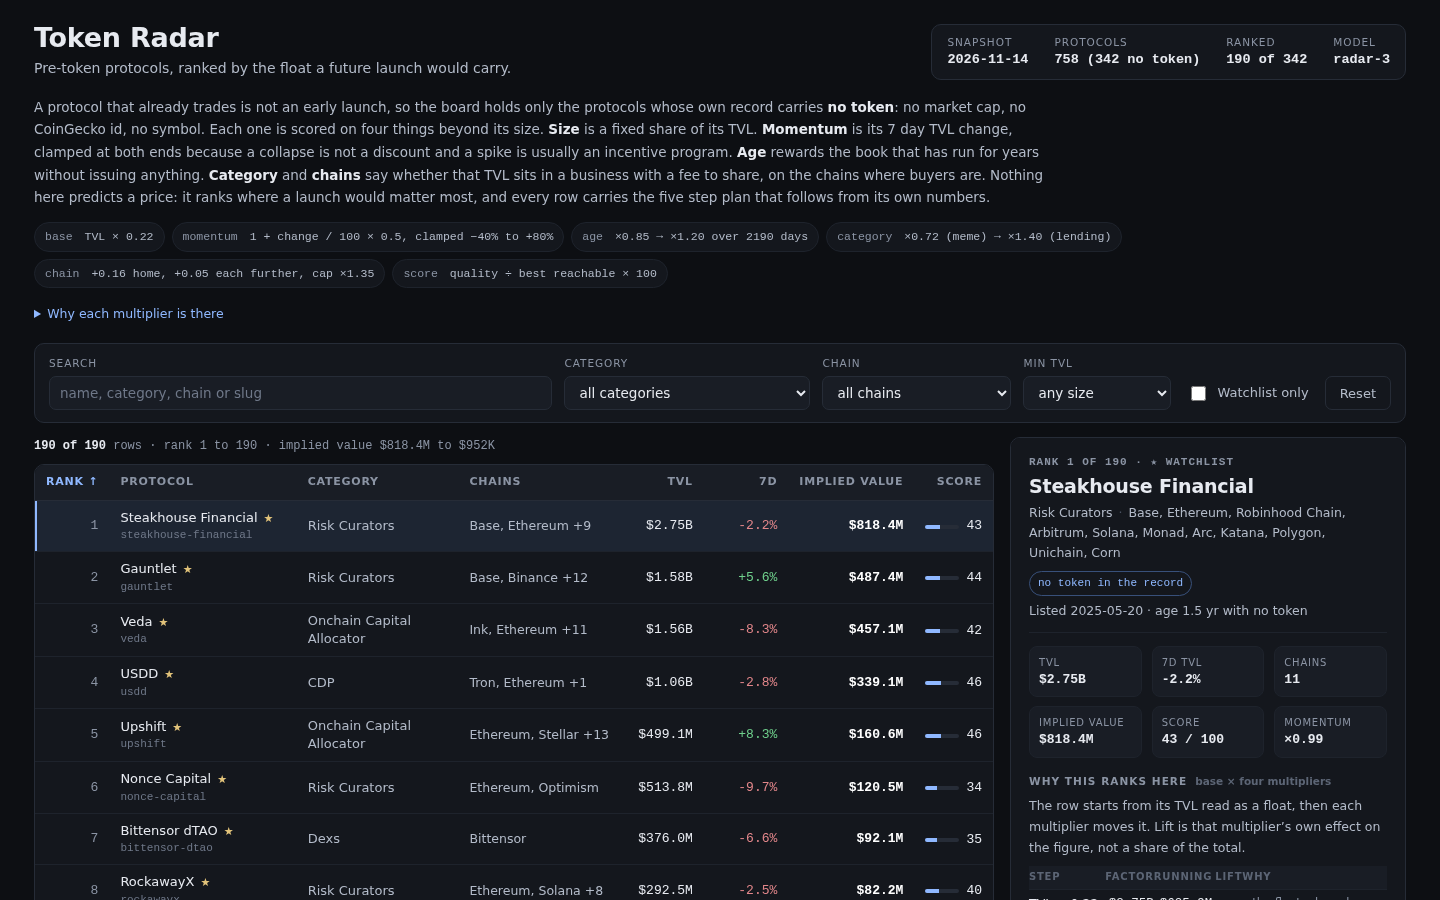 Token Radar
Pre-token protocols, ranked by the float a future launch would carry.
SNAPSHOT PROTOCOLS RANKED MODEL
2026-11-14 758 (342 no token) 190 of 342 radar-3
A protocol that already trades is not an early launch, so the board holds only the protocols whose own record carries no token: no market cap, no
CoinGecko id, no symbol. Each one is scored on four things beyond its size. Size is a fixed share of its TVL. Momentum is its 7 day TVL change,
clamped at both ends because a collapse is not a discount and a spike is usually an incentive program. Age rewards the book that has run for years
without issuing anything. Category and chains say whether that TVL sits in a business with a fee to share, on the chains where buyers are. Nothing
here predicts a price: it ranks where a launch would matter most, and every row carries the five step plan that follows from its own numbers.
base TVL × 0.22 momentum 1 + change / 100 × 0.5, clamped −40% to +80% age ×0.85 → ×1.20 over 2190 days category ×0.72 (meme) → ×1.40 (lending)
chain +0.16 home, +0.05 each further, cap ×1.35 score quality ÷ best reachable × 100
▶ Why each multiplier is there
SEARCH CATEGORY CHAIN MIN TVL
name, category, chain or slug all categories all chains any size Watchlist only Reset
190 of 190 rows · rank 1 to 190 · implied value $818.4M to $952K
RANK ↑ PROTOCOL CATEGORY CHAINS TVL 7D IMPLIED VALUE SCORE
1 Steakhouse Financial ★ Risk Curators Base, Ethereum +9 $2.75B -2.2% $818.4M 43
steakhouse-financial
2 Gauntlet ★ Risk Curators Base, Binance +12 $1.58B +5.6% $487.4M 44
gauntlet
3 Veda ★ Onchain Capital Allocator Ink, Ethereum +11 $1.56B -8.3% $457.1M 42
veda
4 USDD ★ CDP Tron, Ethereum +1 $1.06B -2.8% $339.1M 46
usdd
5 Upshift ★ Onchain Capital Allocator Ethereum, Stellar +13 $499.1M +8.3% $160.6M 46
upshift
6 Nonce Capital ★ Risk Curators Ethereum, Optimism $513.8M -9.7% $120.5M 34
nonce-capital
7 Bittensor dTAO ★ Dexs Bittensor $376.0M -6.6% $92.1M 35
bittensor-dtao
8 RockawayX ★ Risk Curators Ethereum, Solana +8 $292.5M -2.5% $82.2M 40
rockawayx
RANK 1 OF 190 · ★ WATCHLIST
Steakhouse Financial
Risk Curators · Base, Ethereum, Robinhood Chain,
Arbitrum, Solana, Monad, Arc, Katana, Polygon,
Unichain, Corn
no token in the record
Listed 2025-05-20 · age 1.5 yr with no token
TVL 7D TVL CHAINS
$2.75B -2.2% 11
IMPLIED VALUE SCORE MOMENTUM
$818.4M 43 / 100 ×0.99
WHY THIS RANKS HERE base × four multipliers
The row starts from its TVL read as a float, then each
multiplier moves it. Lift is that multiplier’s own effect on
the figure, not a share of the total.
STEP FACTOR RUNNING LIFT WHY